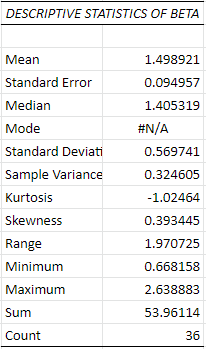 DESCRIPTIVE STATISTICS OF BETA
Mean 1.498921
Standard Error 0.094957
Median 1.405319
Mode #N/A
Standard Deviati 0.569741
Sample Variance 0.324605
Kurtosis -1.02464
Skewness 0.393445
Range 1.970725
Minimum 0.668158
Maximum 2.638883
Sum 53.96114
Count 36